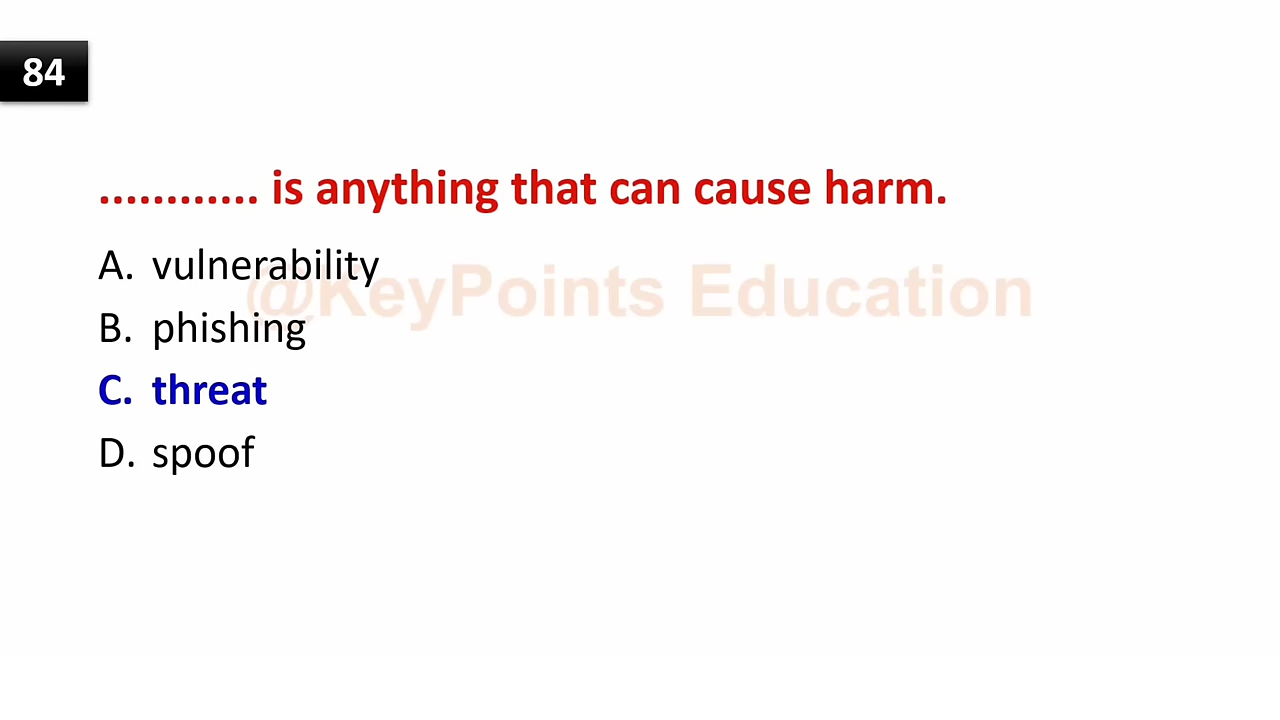 84
............ is anything that can cause harm.
A. vulnerability
@KeyPoints Education
B. phishing
C. threat
D. spoof